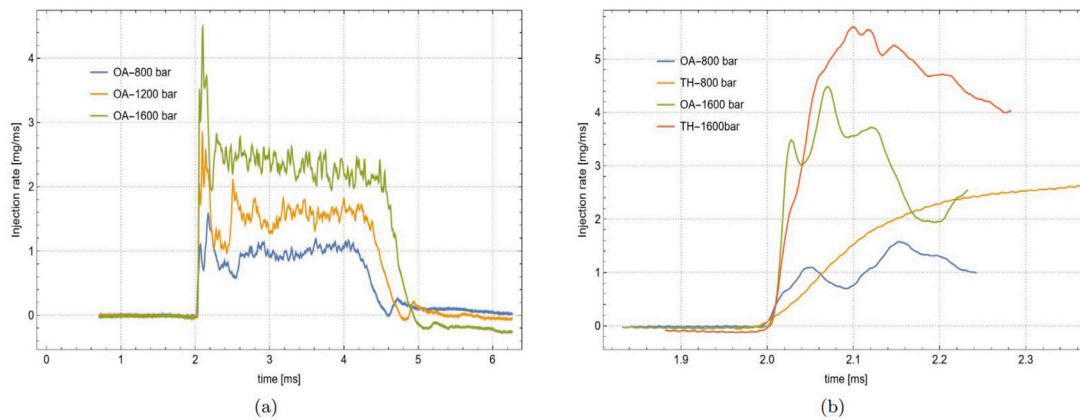 4
3
2
1
0
Injection rate [mg/ms]
OA–800 bar
OA–1200 bar
OA–1600 bar
0
1
2
3
4
5
6
time [ms]
(a)
5
4
3
2
1
0
Injection rate [mg/ms]
OA–800 bar
TH–800 bar
OA–1600 bar
TH–1600bar
1.9
2.0
2.1
2.2
2.3
time [ms]
(b)